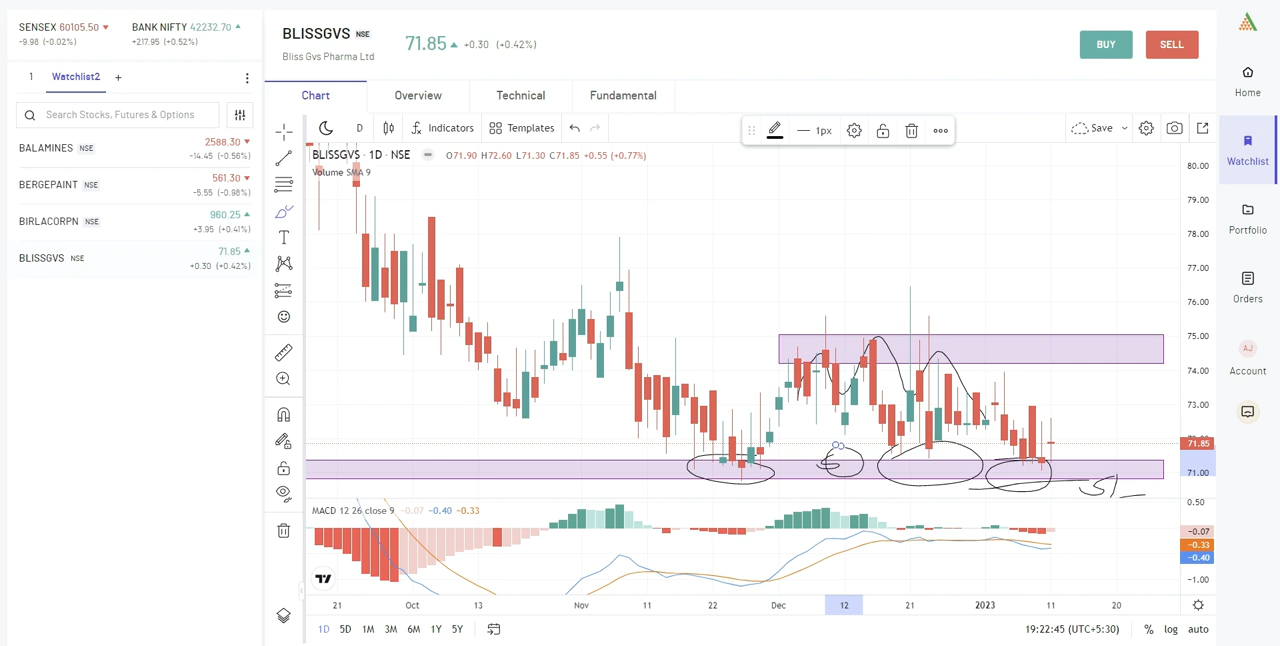 SENSEX 60105.50 BANK NIFTY 42232.70
-9.98 (-0.02%) +217.95 (+0.52%)
1 Watchlist2 +
Search Stocks, Futures & Options
BALAMINES NSE 2588.30
-14.45 (-0.56%)
BERGEPAINT NSE 561.30
-5.55 (-0.98%)
BIRLACORPN NSE 960.25
+3.95 (+0.41%)
BLISSGVS NSE 71.85
+0.30 (+0.42%)
BLISSGVS NSE
Bliss Gvs Pharma Ltd
71.85 +0.30 (+0.42%)
BUY SELL
Chart Overview Technical Fundamental
D Indicators Templates 1px Save
BLISSGVS · 1D · NSE O71.90 H72.60 L71.30 C71.85 +0.55 (+0.77%)
Volume SMA 9
80.00
79.00
78.00
77.00
76.00
75.00
74.00
73.00
71.85
71.00
MACD 12 26 close 9 -0.07 -0.40 -0.33
0.50
-0.07
-0.33
-0.40
-1.00
21 Oct 13 Nov 11 22 Dec 12 21 2023 11 20
1D 5D 1M 3M 6M 1Y 5Y 19:22:45 (UTC+5:30) % log auto
Home
Watchlist
Portfolio
Orders
AJ
Account